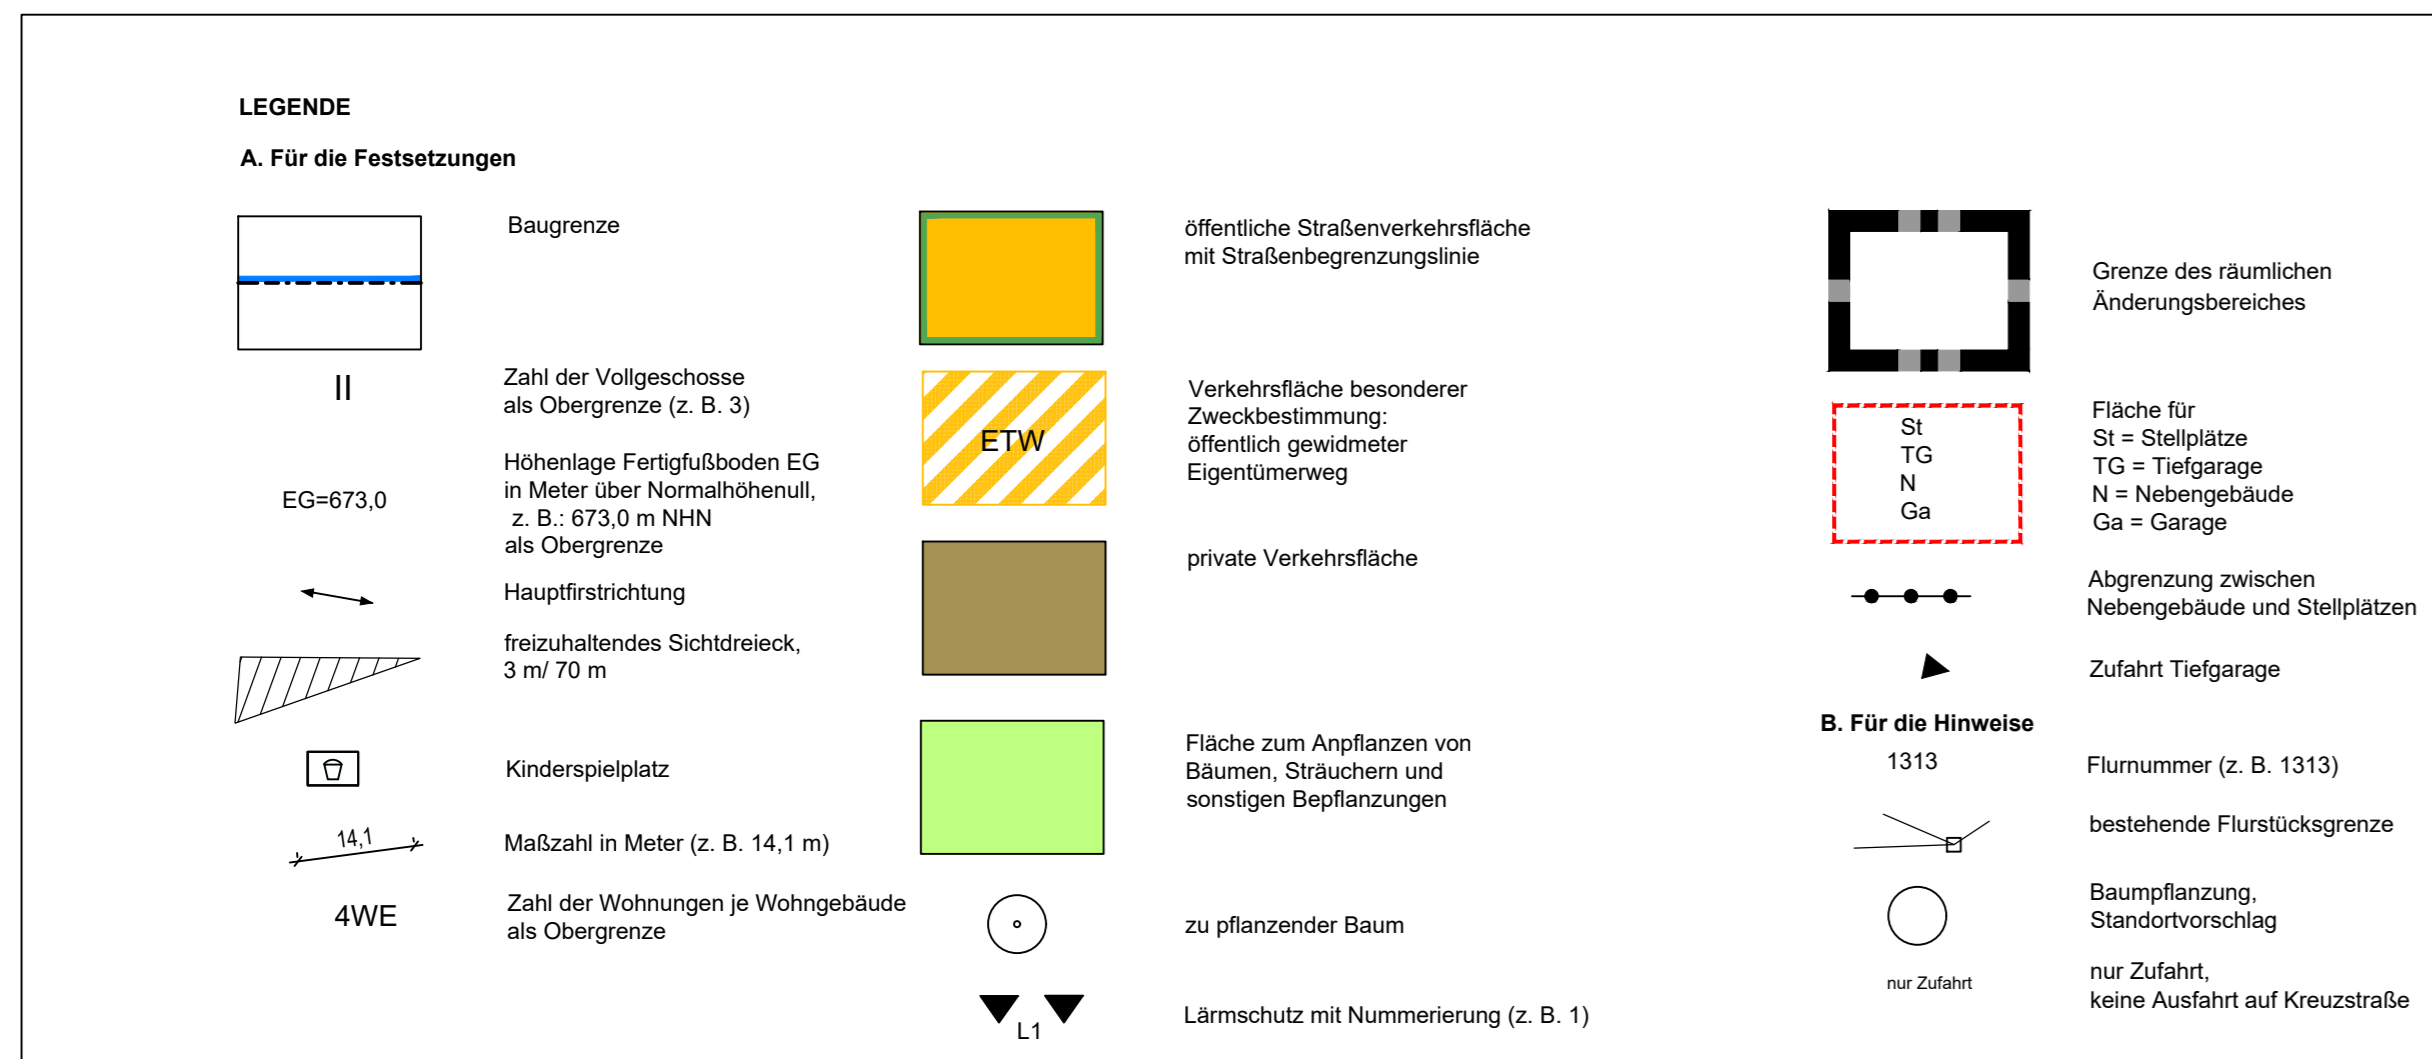 LEGENDE
A. Für die Festsetzungen
Baugrenze
II
Zahl der Vollgeschosse
als Obergrenze (z. B. 3)
EG=673,0
Höhenlage Fertigfußboden EG
in Meter über Normalhöhenull,
z. B.: 673,0 m NHN
als Obergrenze
Hauptfirstrichtung
freizuhaltendes Sichtdreieck,
3 m/ 70 m
Kinderspielplatz
14,1
Maßzahl in Meter (z. B. 14,1 m)
4WE
Zahl der Wohnungen je Wohngebäude
als Obergrenze
öffentliche Straßenverkehrsfläche
mit Straßenbegrenzungslinie
ETW
Verkehrsfläche besonderer
Zweckbestimmung:
öffentlich gewidmeter
Eigentümerweg
private Verkehrsfläche
Fläche zum Anpflanzen von
Bäumen, Sträuchern und
sonstigen Bepflanzungen
zu pflanzender Baum
L1
Lärmschutz mit Nummerierung (z. B. 1)
Grenze des räumlichen
Änderungsbereiches
St
TG
N
Ga
Fläche für
St = Stellplätze
TG = Tiefgarage
N = Nebengebäude
Ga = Garage
Abgrenzung zwischen
Nebengebäude und Stellplätzen
Zufahrt Tiefgarage
B. Für die Hinweise
1313
Flurnummer (z. B. 1313)
bestehende Flurstücksgrenze
Baumpflanzung,
Standortvorschlag
nur Zufahrt
nur Zufahrt,
keine Ausfahrt auf Kreuzstraße